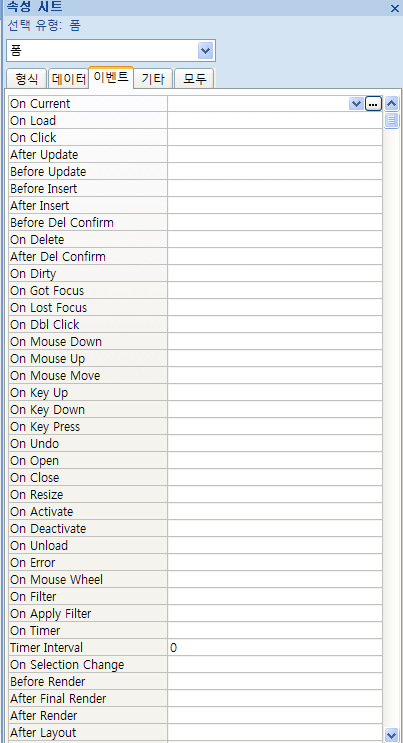 속성 시트
선택 유형: 폼
폼
형식 데이터 이벤트 기타 모두
On Current
On Load
On Click
After Update
Before Update
Before Insert
After Insert
Before Del Confirm
On Delete
After Del Confirm
On Dirty
On Got Focus
On Lost Focus
On Dbl Click
On Mouse Down
On Mouse Up
On Mouse Move
On Key Up
On Key Down
On Key Press
On Undo
On Open
On Close
On Resize
On Activate
On Deactivate
On Unload
On Error
On Mouse Wheel
On Filter
On Apply Filter
On Timer
Timer Interval 0
On Selection Change
Before Render
After Final Render
After Render
After Layout